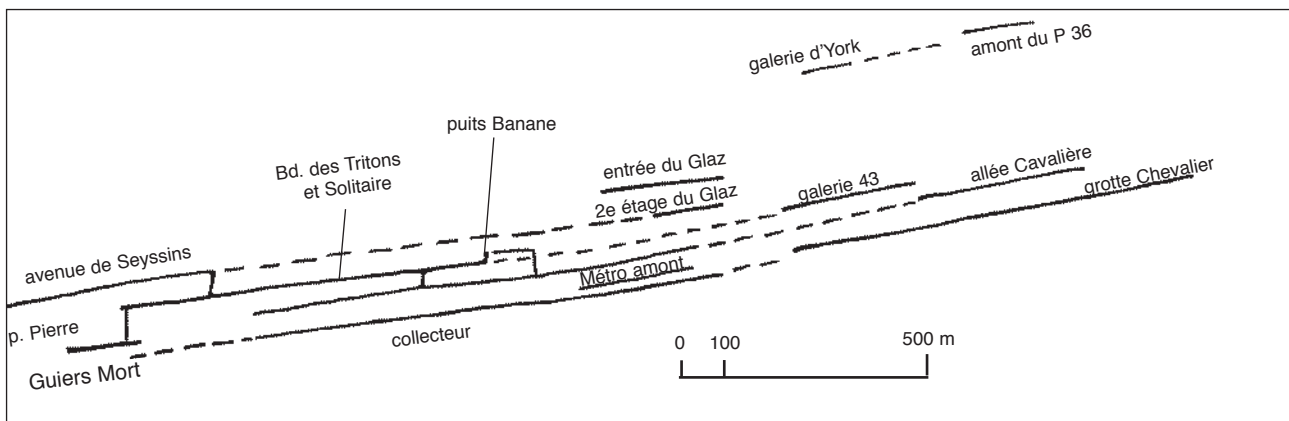 galerie d'York
amont du P 36
puits Banane
Bd. des Tritons
et Solitaire
entrée du Glaz
2e étage du Glaz
galerie 43
allée Cavalière
grotte Chevalier
avenue de Seyssins
Métro amont
p. Pierre
collecteur
Guiers Mort
0 100 500 m